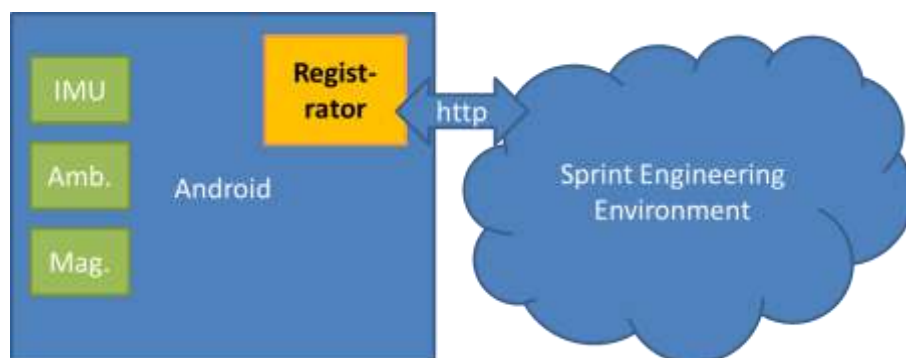 IMU
Amb.
Mag.
Android
Regist-
rator
http
Sprint Engineering
Environment